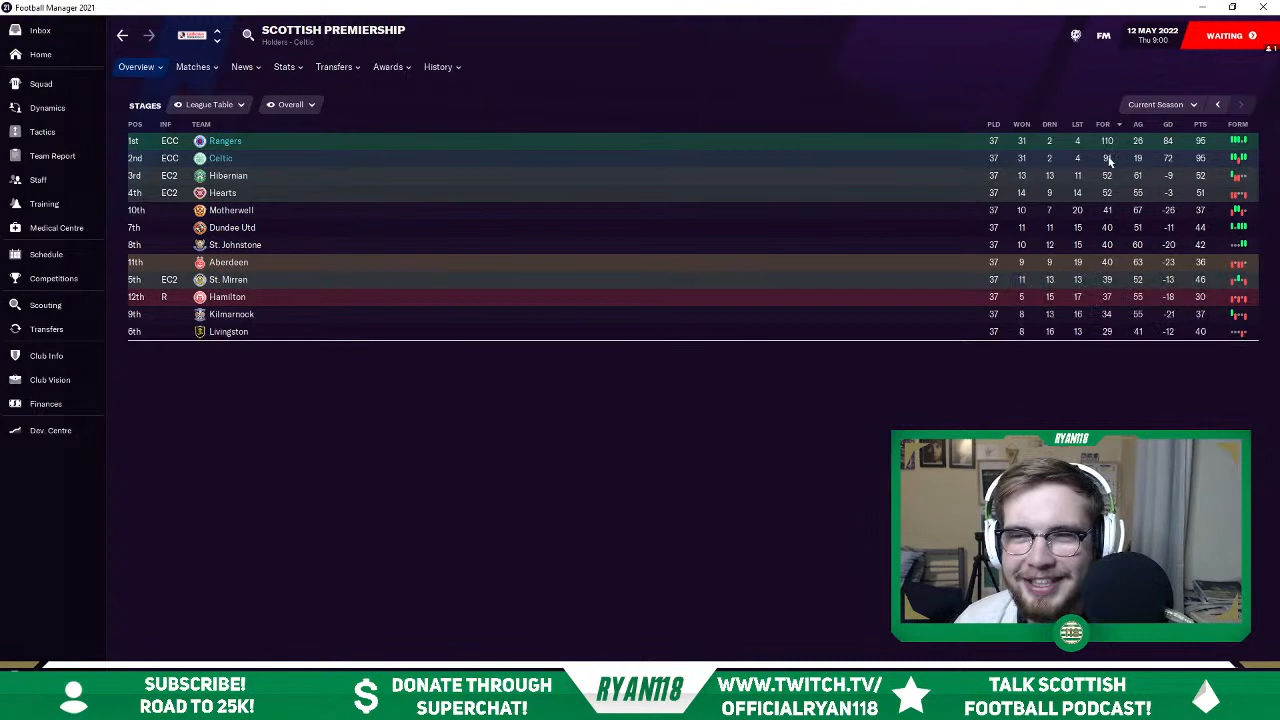 21 Football Manager 2021
Inbox
Home
Squad
Dynamics
Tactics
Team Report
Staff
Training
Medical Centre
Schedule
Competitions
Scouting
Transfers
Club Info
Club Vision
Finances
Dev. Centre
SCOTTISH PREMIERSHIP
Holders - Celtic
FM
12 MAY 2022
Thu 9:00
WAITING
1
Overview Matches News Stats Transfers Awards History
STAGES League Table Overall Current Season
POS INF TEAM PLD WON DRN LST FOR AG GD PTS FORM
1st ECC Rangers 37 31 2 4 110 26 84 95
2nd ECC Celtic 37 31 2 4 91 19 72 95
3rd EC2 Hibernian 37 13 13 11 52 61 -9 52
4th EC2 Hearts 37 14 9 14 52 55 -3 51
10th Motherwell 37 10 7 20 41 67 -26 37
7th Dundee Utd 37 11 11 15 40 51 -11 44
8th St. Johnstone 37 10 12 15 40 60 -20 42
11th Aberdeen 37 9 9 19 40 63 -23 36
5th EC2 St. Mirren 37 11 13 13 39 52 -13 46
12th R Hamilton 37 5 15 17 37 55 -18 30
9th Kilmarnock 37 8 13 16 34 55 -21 37
6th Livingston 37 8 16 13 29 41 -12 40
RYAN118
118
SUBSCRIBE!
ROAD TO 25K!
$ DONATE THROUGH
SUPERCHAT!
RYAN118
WWW.TWITCH.TV/
OFFICIALRYAN118
TALK SCOTTISH
FOOTBALL PODCAST!